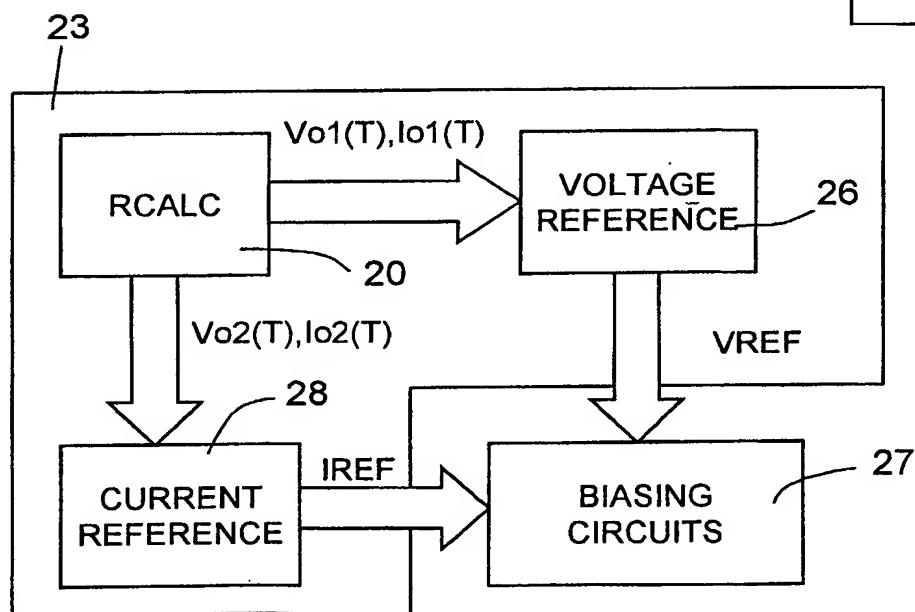 23
Vo1(T),Io1(T)
RCALC
VOLTAGE
REFERENCE
26
20
Vo2(T),Io2(T)
VREF
28
IREF
27
CURRENT
REFERENCE
BIASING
CIRCUITS